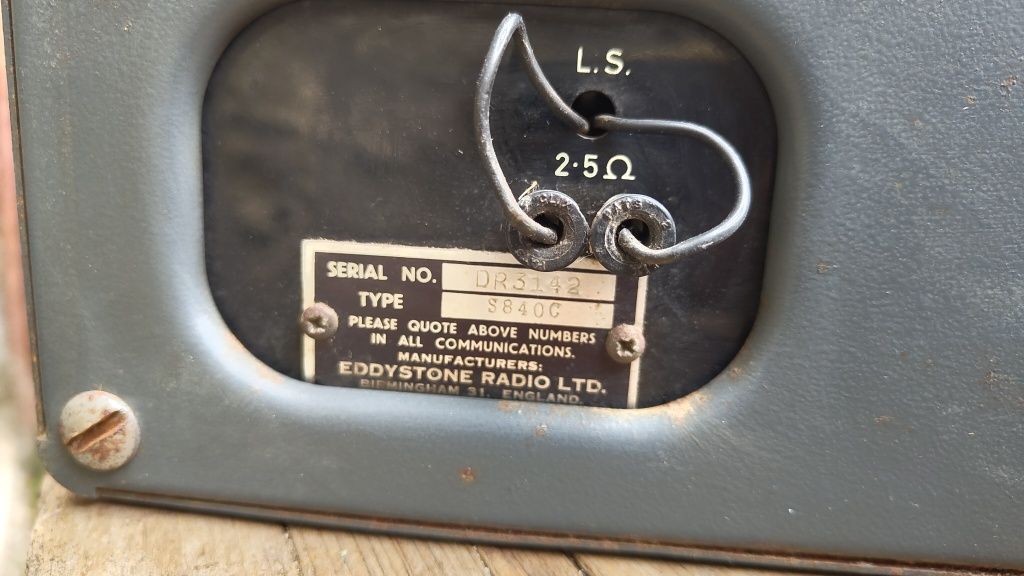 L.S.
2·5Ω
SERIAL NO. DR3142
TYPE S840C
PLEASE QUOTE ABOVE NUMBERS
IN ALL COMMUNICATIONS.
MANUFACTURERS:
EDDYSTONE RADIO LTD.
BIRMINGHAM 31, ENGLAND.